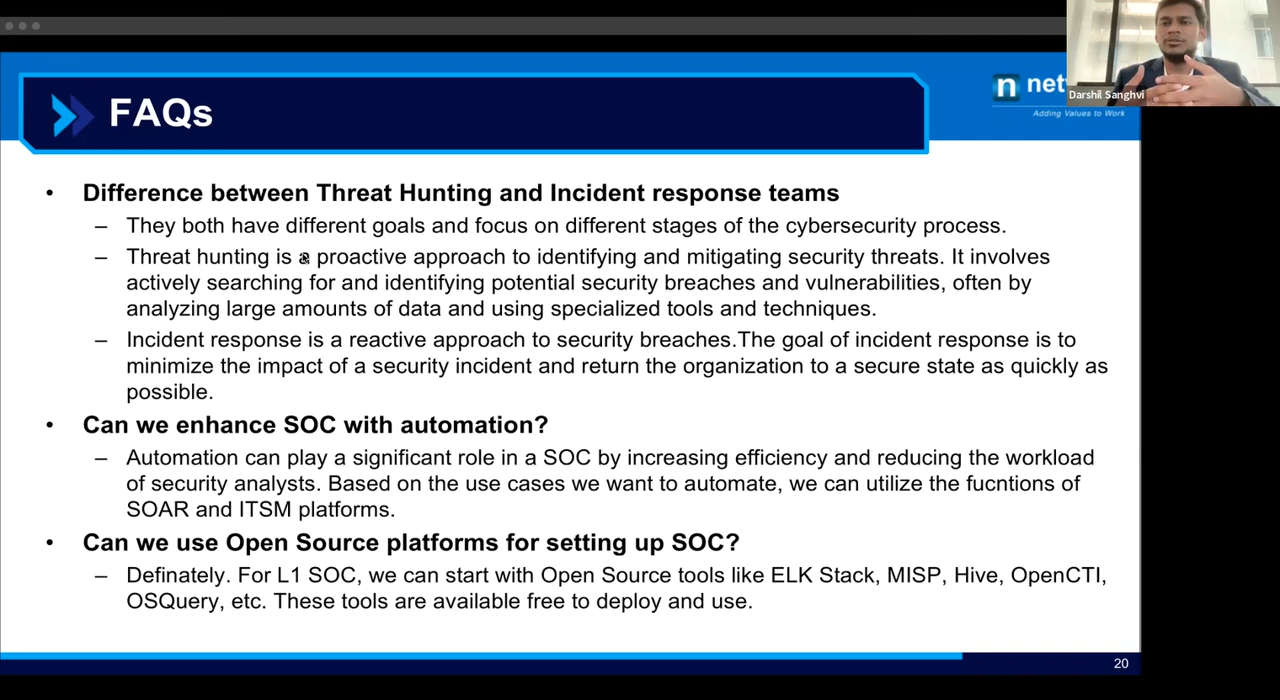 FAQs
n net
Adding Values to Work
Darshil Sanghvi
• Difference between Threat Hunting and Incident response teams
– They both have different goals and focus on different stages of the cybersecurity process.
– Threat hunting is a proactive approach to identifying and mitigating security threats. It involves
actively searching for and identifying potential security breaches and vulnerabilities, often by
analyzing large amounts of data and using specialized tools and techniques.
– Incident response is a reactive approach to security breaches.The goal of incident response is to
minimize the impact of a security incident and return the organization to a secure state as quickly as
possible.
• Can we enhance SOC with automation?
– Automation can play a significant role in a SOC by increasing efficiency and reducing the workload
of security analysts. Based on the use cases we want to automate, we can utilize the fucntions of
SOAR and ITSM platforms.
• Can we use Open Source platforms for setting up SOC?
– Definately. For L1 SOC, we can start with Open Source tools like ELK Stack, MISP, Hive, OpenCTI,
OSQuery, etc. These tools are available free to deploy and use.
20